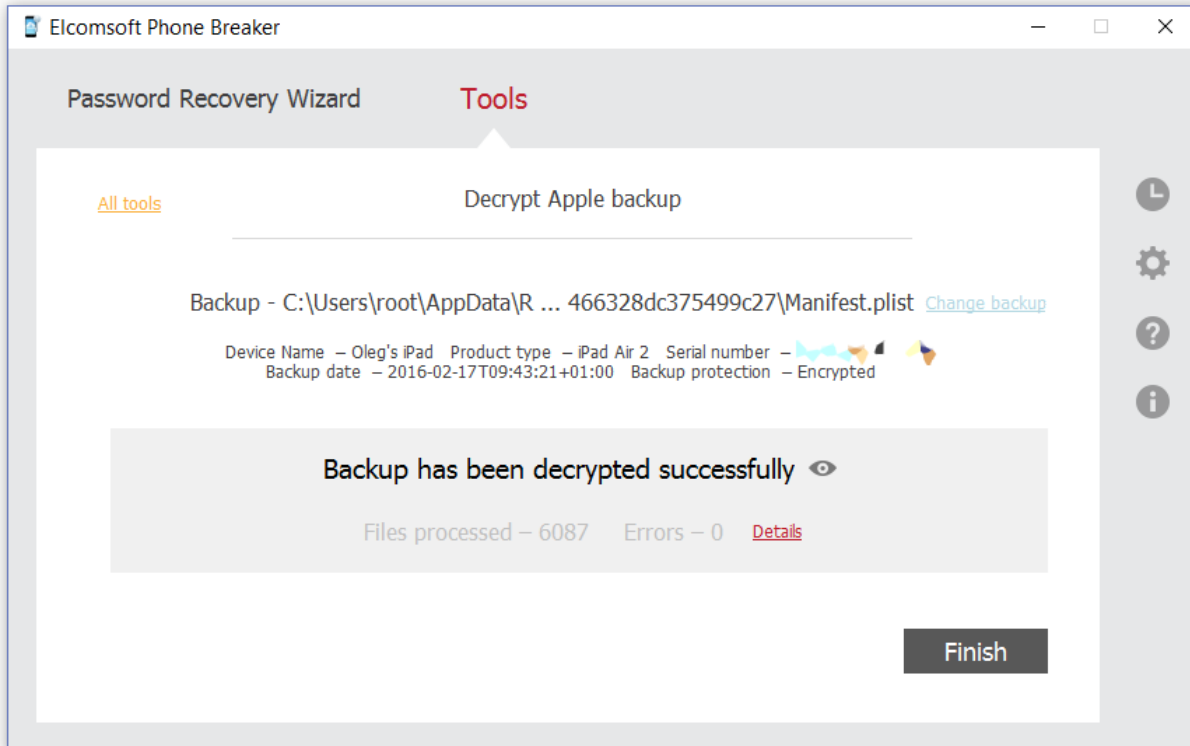 Elcomsoft Phone Breaker
Password Recovery Wizard Tools
All tools Decrypt Apple backup
Backup - C:\Users\root\AppData\R ... 466328dc375499c27\Manifest.plist Change backup
Device Name – Oleg's iPad Product type – iPad Air 2 Serial number –
Backup date – 2016-02-17T09:43:21+01:00 Backup protection – Encrypted
Backup has been decrypted successfully
Files processed – 6087 Errors – 0 Details
Finish